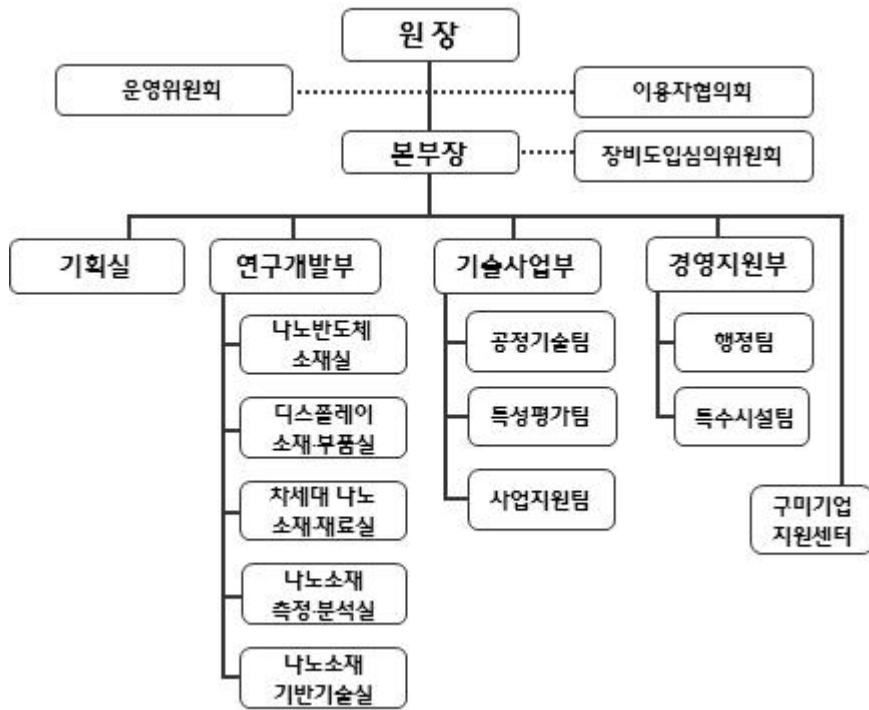 원 장
운영위원회
이용자협의회
본부장
장비도입심의위원회
기획실
연구개발부
기술사업부
경영지원부
나노반도체
소재실
공정기술팀
행정팀
디스플레이
소재·부품실
특성평가팀
특수시설팀
차세대 나노
소재·재료실
사업지원팀
구미기업
지원센터
나노소재
측정·분석실
나노소재
기반기술실